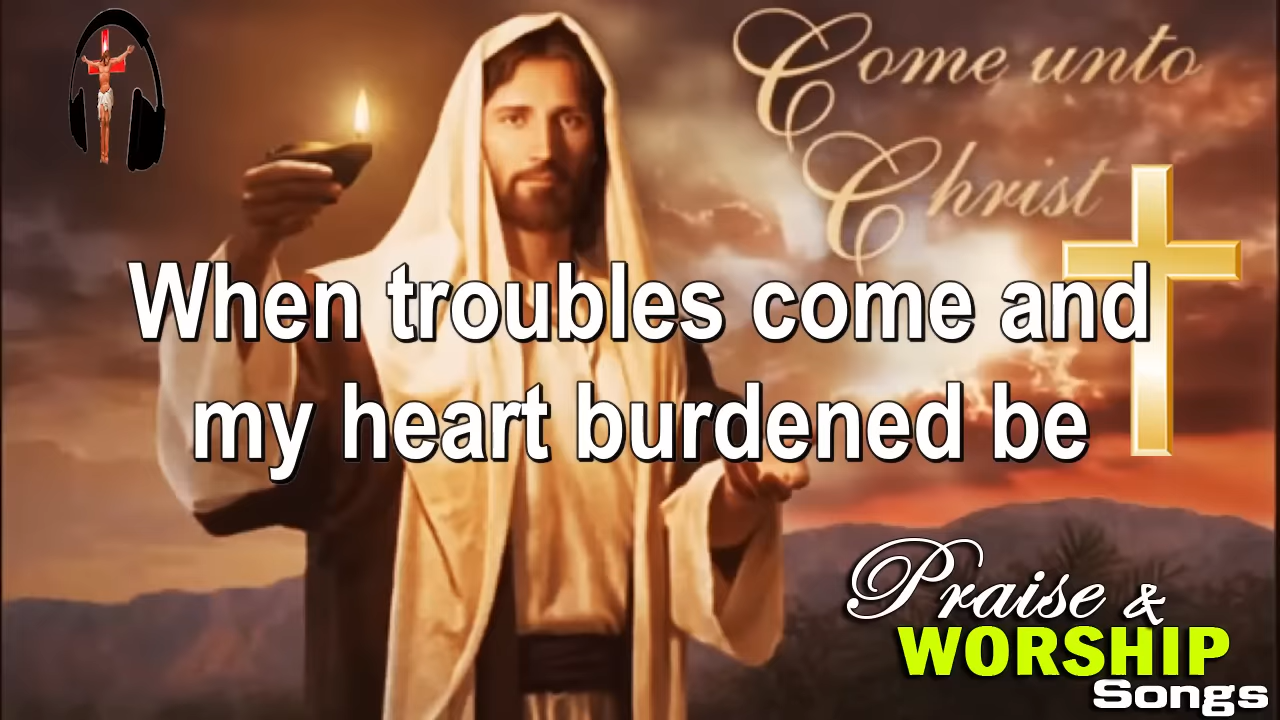 Come unto
Christ
When troubles come and
my heart burdened be
Praise &
WORSHIP
Songs